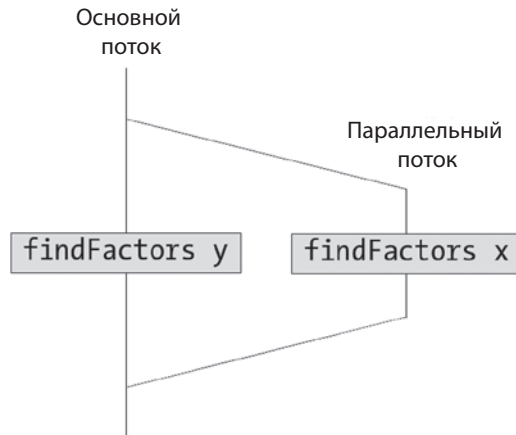 Основной
поток
Параллельный
поток
findFactors y
findFactors x